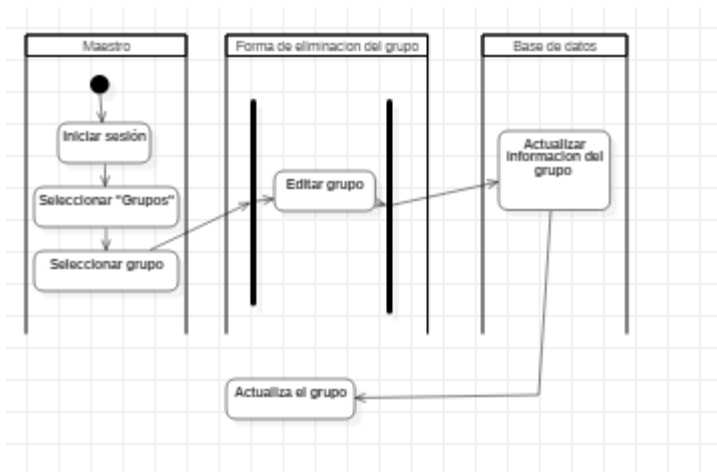 Maestro
Forma de eliminacion del grupo
Base de datos
Iniciar sesión
Seleccionar "Grupos"
Seleccionar grupo
Editar grupo
Actualizar
informacion del
grupo
Actualiza el grupo